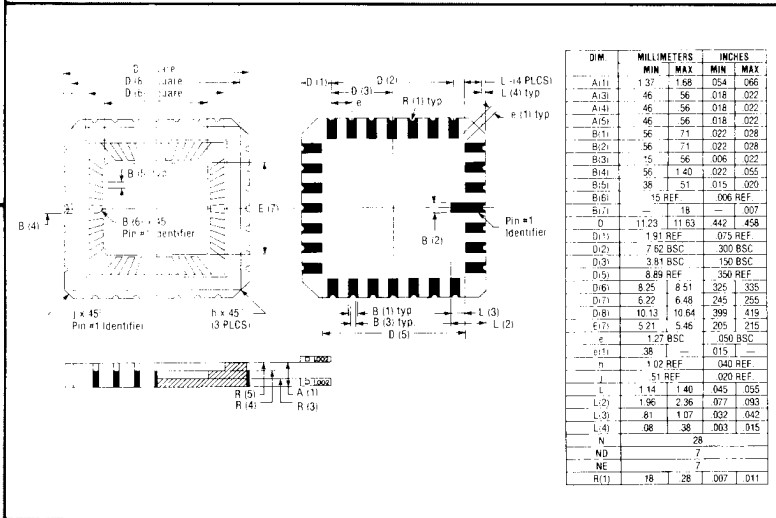 D (1)
D (2)
L (4 PLCS)
D (3)
L (4) typ
e
R (1) typ
e (1) typ
E (7)
B (4)
B (6) x 45
Pin #1 Identifier
B (2)
Pin #1
Identifier
j x 45°
Pin #1 Identifier
h x 45°
(3 PLCS)
B (1) typ
B (3) typ.
L (3)
L (2)
D (5)
R (5)
A (1)
R (4)
R (3)
DIM. MILLIMETERS INCHES
MIN MAX MIN MAX
A(1) 1.37 1.68 .054 .066
A(3) .46 .56 .018 .022
A(4) .46 .56 .018 .022
A(5) .46 .56 .018 .022
B(1) .56 .71 .022 .028
B(2) .56 .71 .022 .028
B(3) .15 .56 .006 .022
B(4) .56 1.40 .022 .055
B(5) .38 .51 .015 .020
B(6) .15 REF. .006 REF.
B(7) — .18 — .007
D 11.23 11.63 .442 .458
D(1) 1.91 REF .075 REF.
D(2) 7.62 BSC .300 BSC
D(3) 3.81 BSC .150 BSC
D(5) 8.89 REF .350 REF
D(6) 8.25 8.51 .325 .335
D(7) 6.22 6.48 .245 .255
D(8) 10.13 10.64 .399 .419
E(7) 5.21 5.46 .205 .215
e 1.27 BSC .050 BSC
e(1) .38 — .015 —
h 1.02 REF .040 REF.
j .51 REF .020 REF.
L 1.14 1.40 .045 .055
L(2) 1.96 2.36 .077 .093
L(3) .81 1.07 .032 .042
L(4) .08 .38 .003 .015
N 28
ND 7
NE 7
R(1) .18 .28 .007 .011